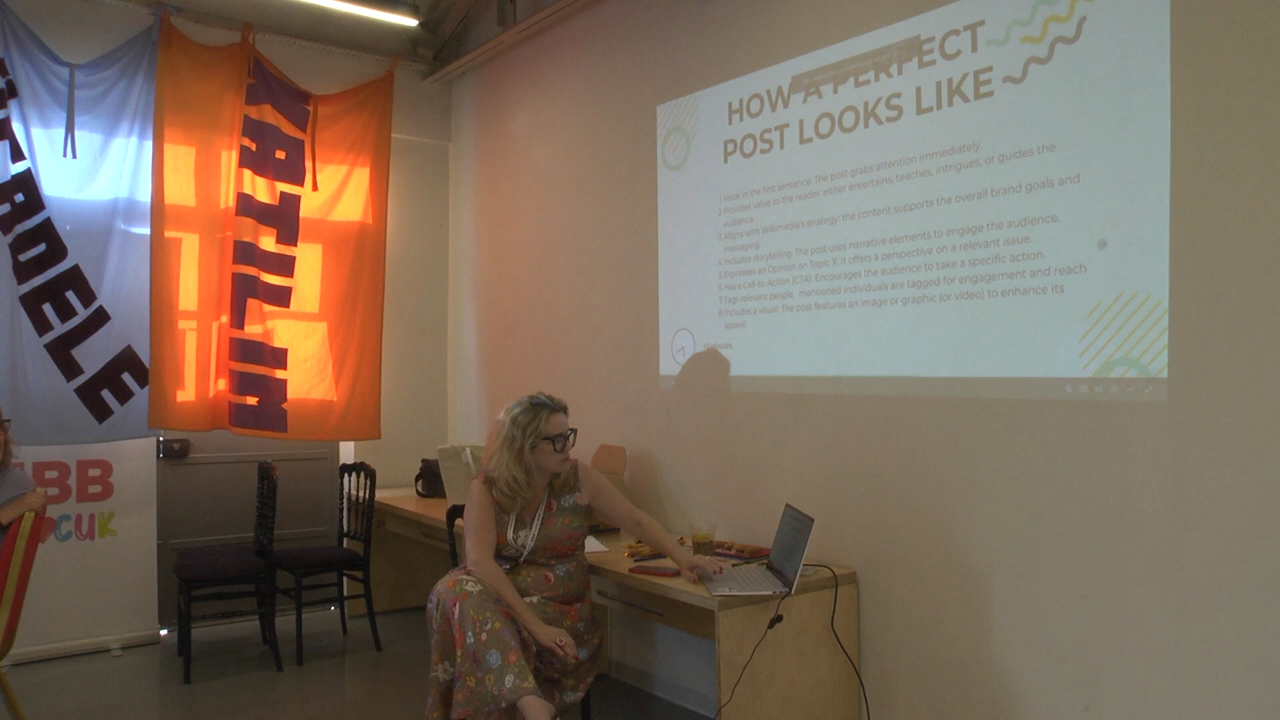 KATILIM
BB
HOW A PERFECT
POST LOOKS LIKE
1 Hook in the first sentence: The post grabs attention immediately.
2 Provides value to the reader: either entertains, teaches, intrigues, or guides the
audience.
3 Aligns with Wikimedia's strategy: the content supports the overall brand goals and
messaging.
4 Includes storytelling: The post uses narrative elements to engage the audience.
5 Expresses an Opinion on Topic X: It offers a perspective on a relevant issue.
6 Has a Call-to-Action (CTA): Encourages the audience to take a specific action.
7 Tags relevant people: mentioned individuals are tagged for engagement and reach
8 Includes a visual: The post features an image or graphic (or video) to enhance its
appeal.
minutes